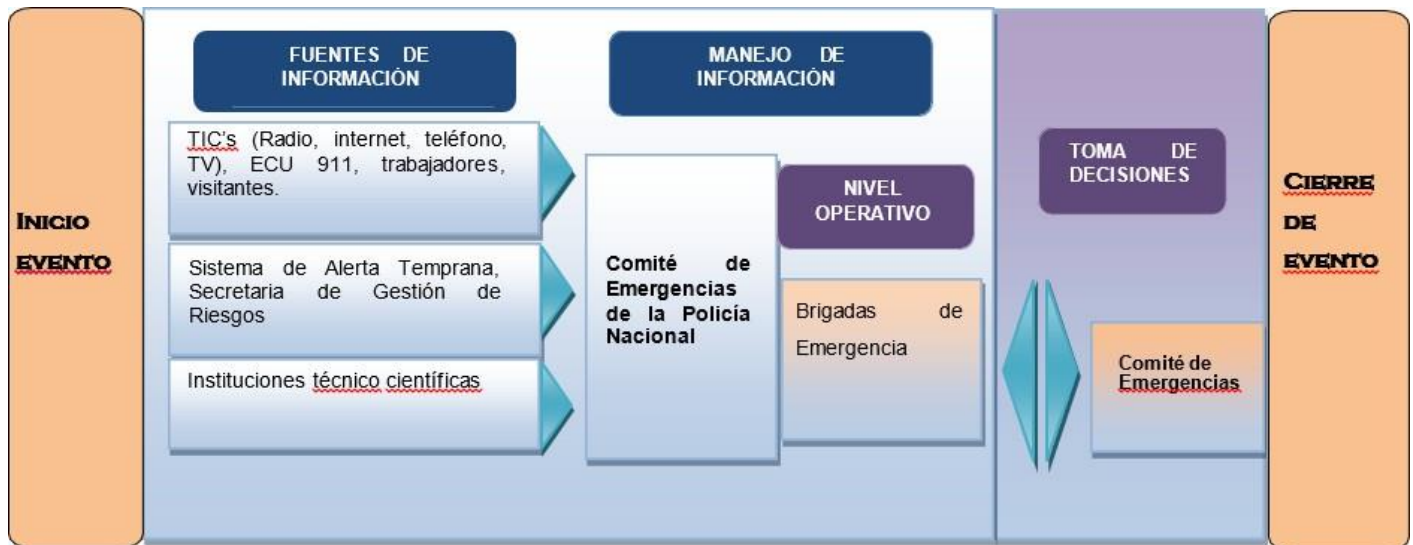 INICIO
EVENTO
FUENTES DE
INFORMACIÓN
TIC's (Radio, internet, teléfono,
TV), ECU 911, trabajadores,
visitantes.
Sistema de Alerta Temprana,
Secretaria de Gestión de
Riesgos
Instituciones técnico científicas
MANEJO DE
INFORMACIÓN
Comité de
Emergencias
de la Policía
Nacional
NIVEL
OPERATIVO
Brigadas de
Emergencia
TOMA DE
DECISIONES
Comité de
Emergencias
CIERRE
DE
EVENTO